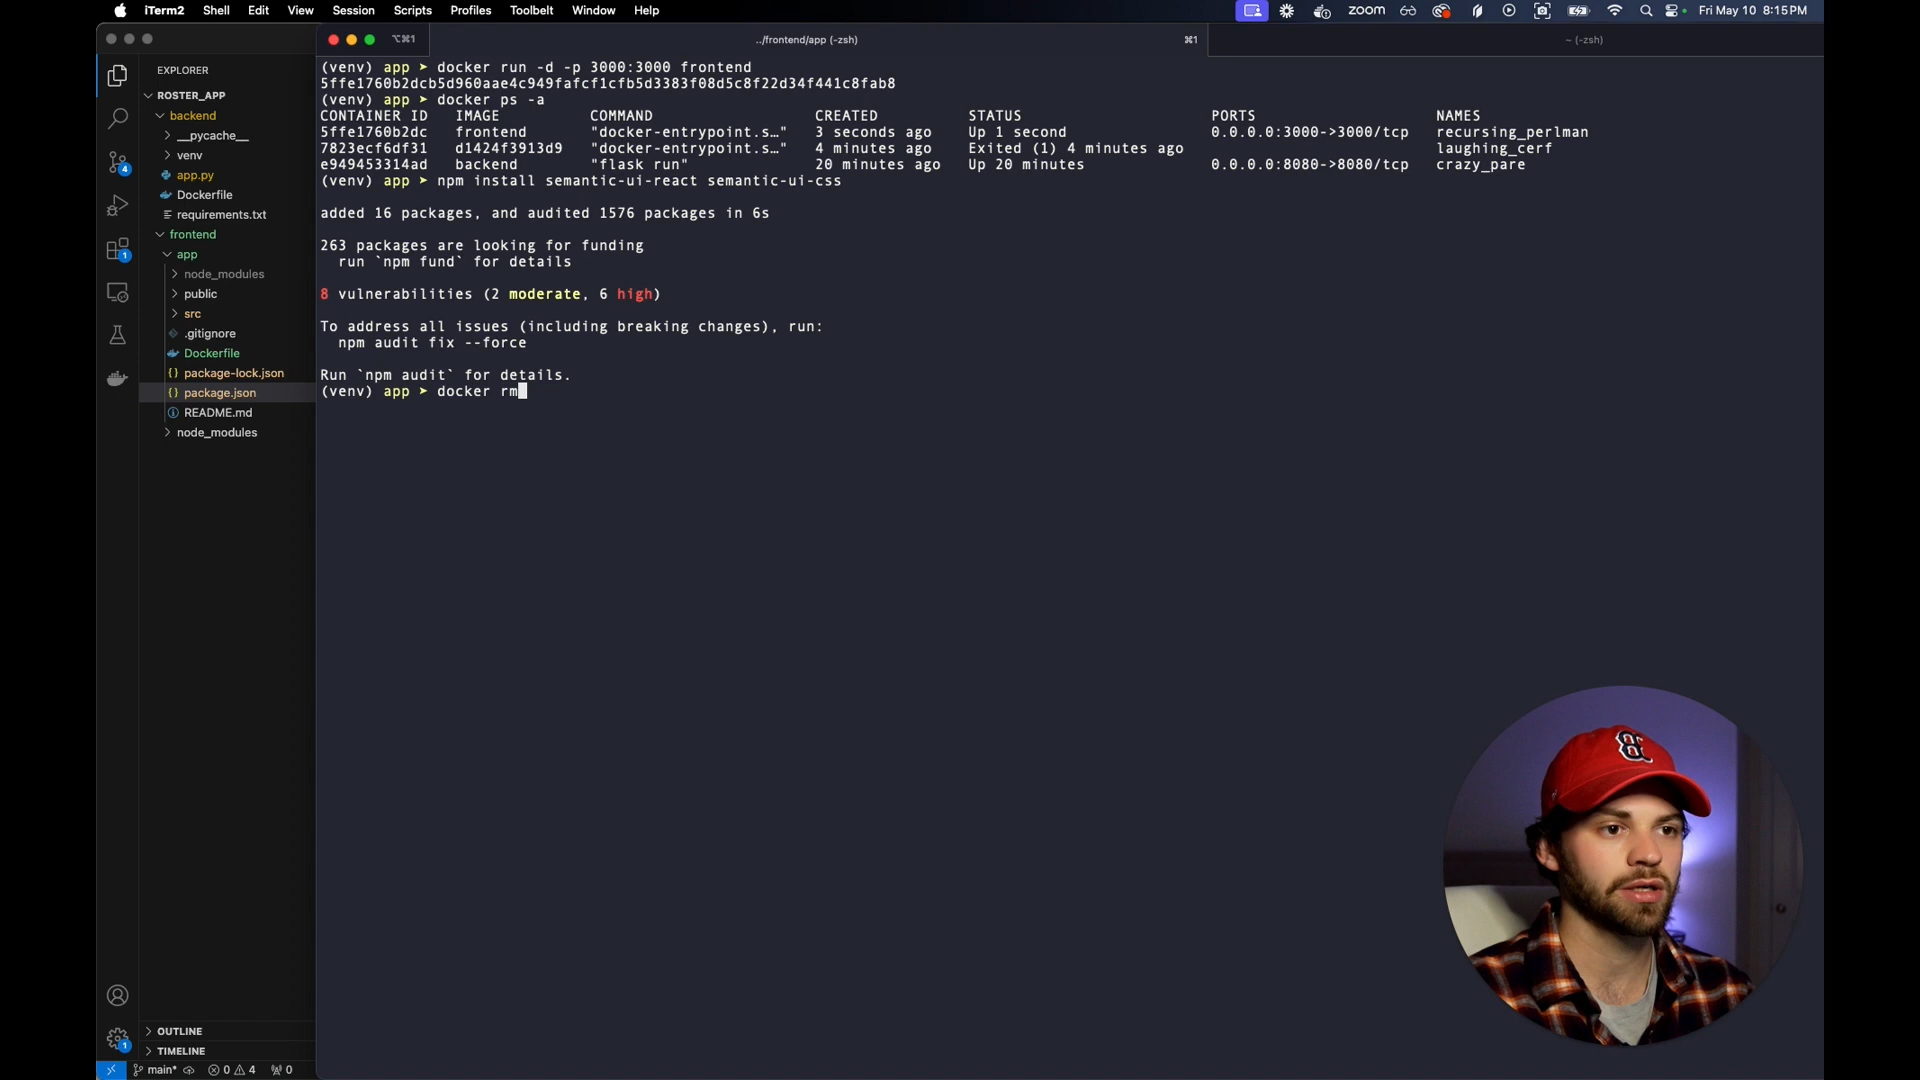 iTerm2 Shell Edit View Session Scripts Profiles Toolbelt Window Help zoom Fri May 10 8:15PM
⌥⌘1 ../frontend/app (-zsh) ⌘1 ~ (-zsh)
EXPLORER
ROSTER_APP
backend
__pycache__
venv
app.py
Dockerfile
requirements.txt
frontend
app
node_modules
public
src
.gitignore
Dockerfile
{} package-lock.json
{} package.json
README.md
node_modules
4
1
1
OUTLINE
TIMELINE
main* 0 4 0
(venv) app ➤ docker run -d -p 3000:3000 frontend
5ffe1760b2dcb5d960aae4c949fafcf1cfb5d3383f08d5c8f22d34f441c8fab8
(venv) app ➤ docker ps -a
CONTAINER ID IMAGE COMMAND CREATED STATUS PORTS NAMES
5ffe1760b2dc frontend "docker-entrypoint.s…" 3 seconds ago Up 1 second 0.0.0.0:3000->3000/tcp recursing_perlman
7823ecf6df31 d1424f3913d9 "docker-entrypoint.s…" 4 minutes ago Exited (1) 4 minutes ago laughing_cerf
e949453314ad backend "flask run" 20 minutes ago Up 20 minutes 0.0.0.0:8080->8080/tcp crazy_pare
(venv) app ➤ npm install semantic-ui-react semantic-ui-css
added 16 packages, and audited 1576 packages in 6s
263 packages are looking for funding
run `npm fund` for details
8 vulnerabilities (2 moderate, 6 high)
To address all issues (including breaking changes), run:
npm audit fix --force
Run `npm audit` for details.
(venv) app ➤ docker rm
B